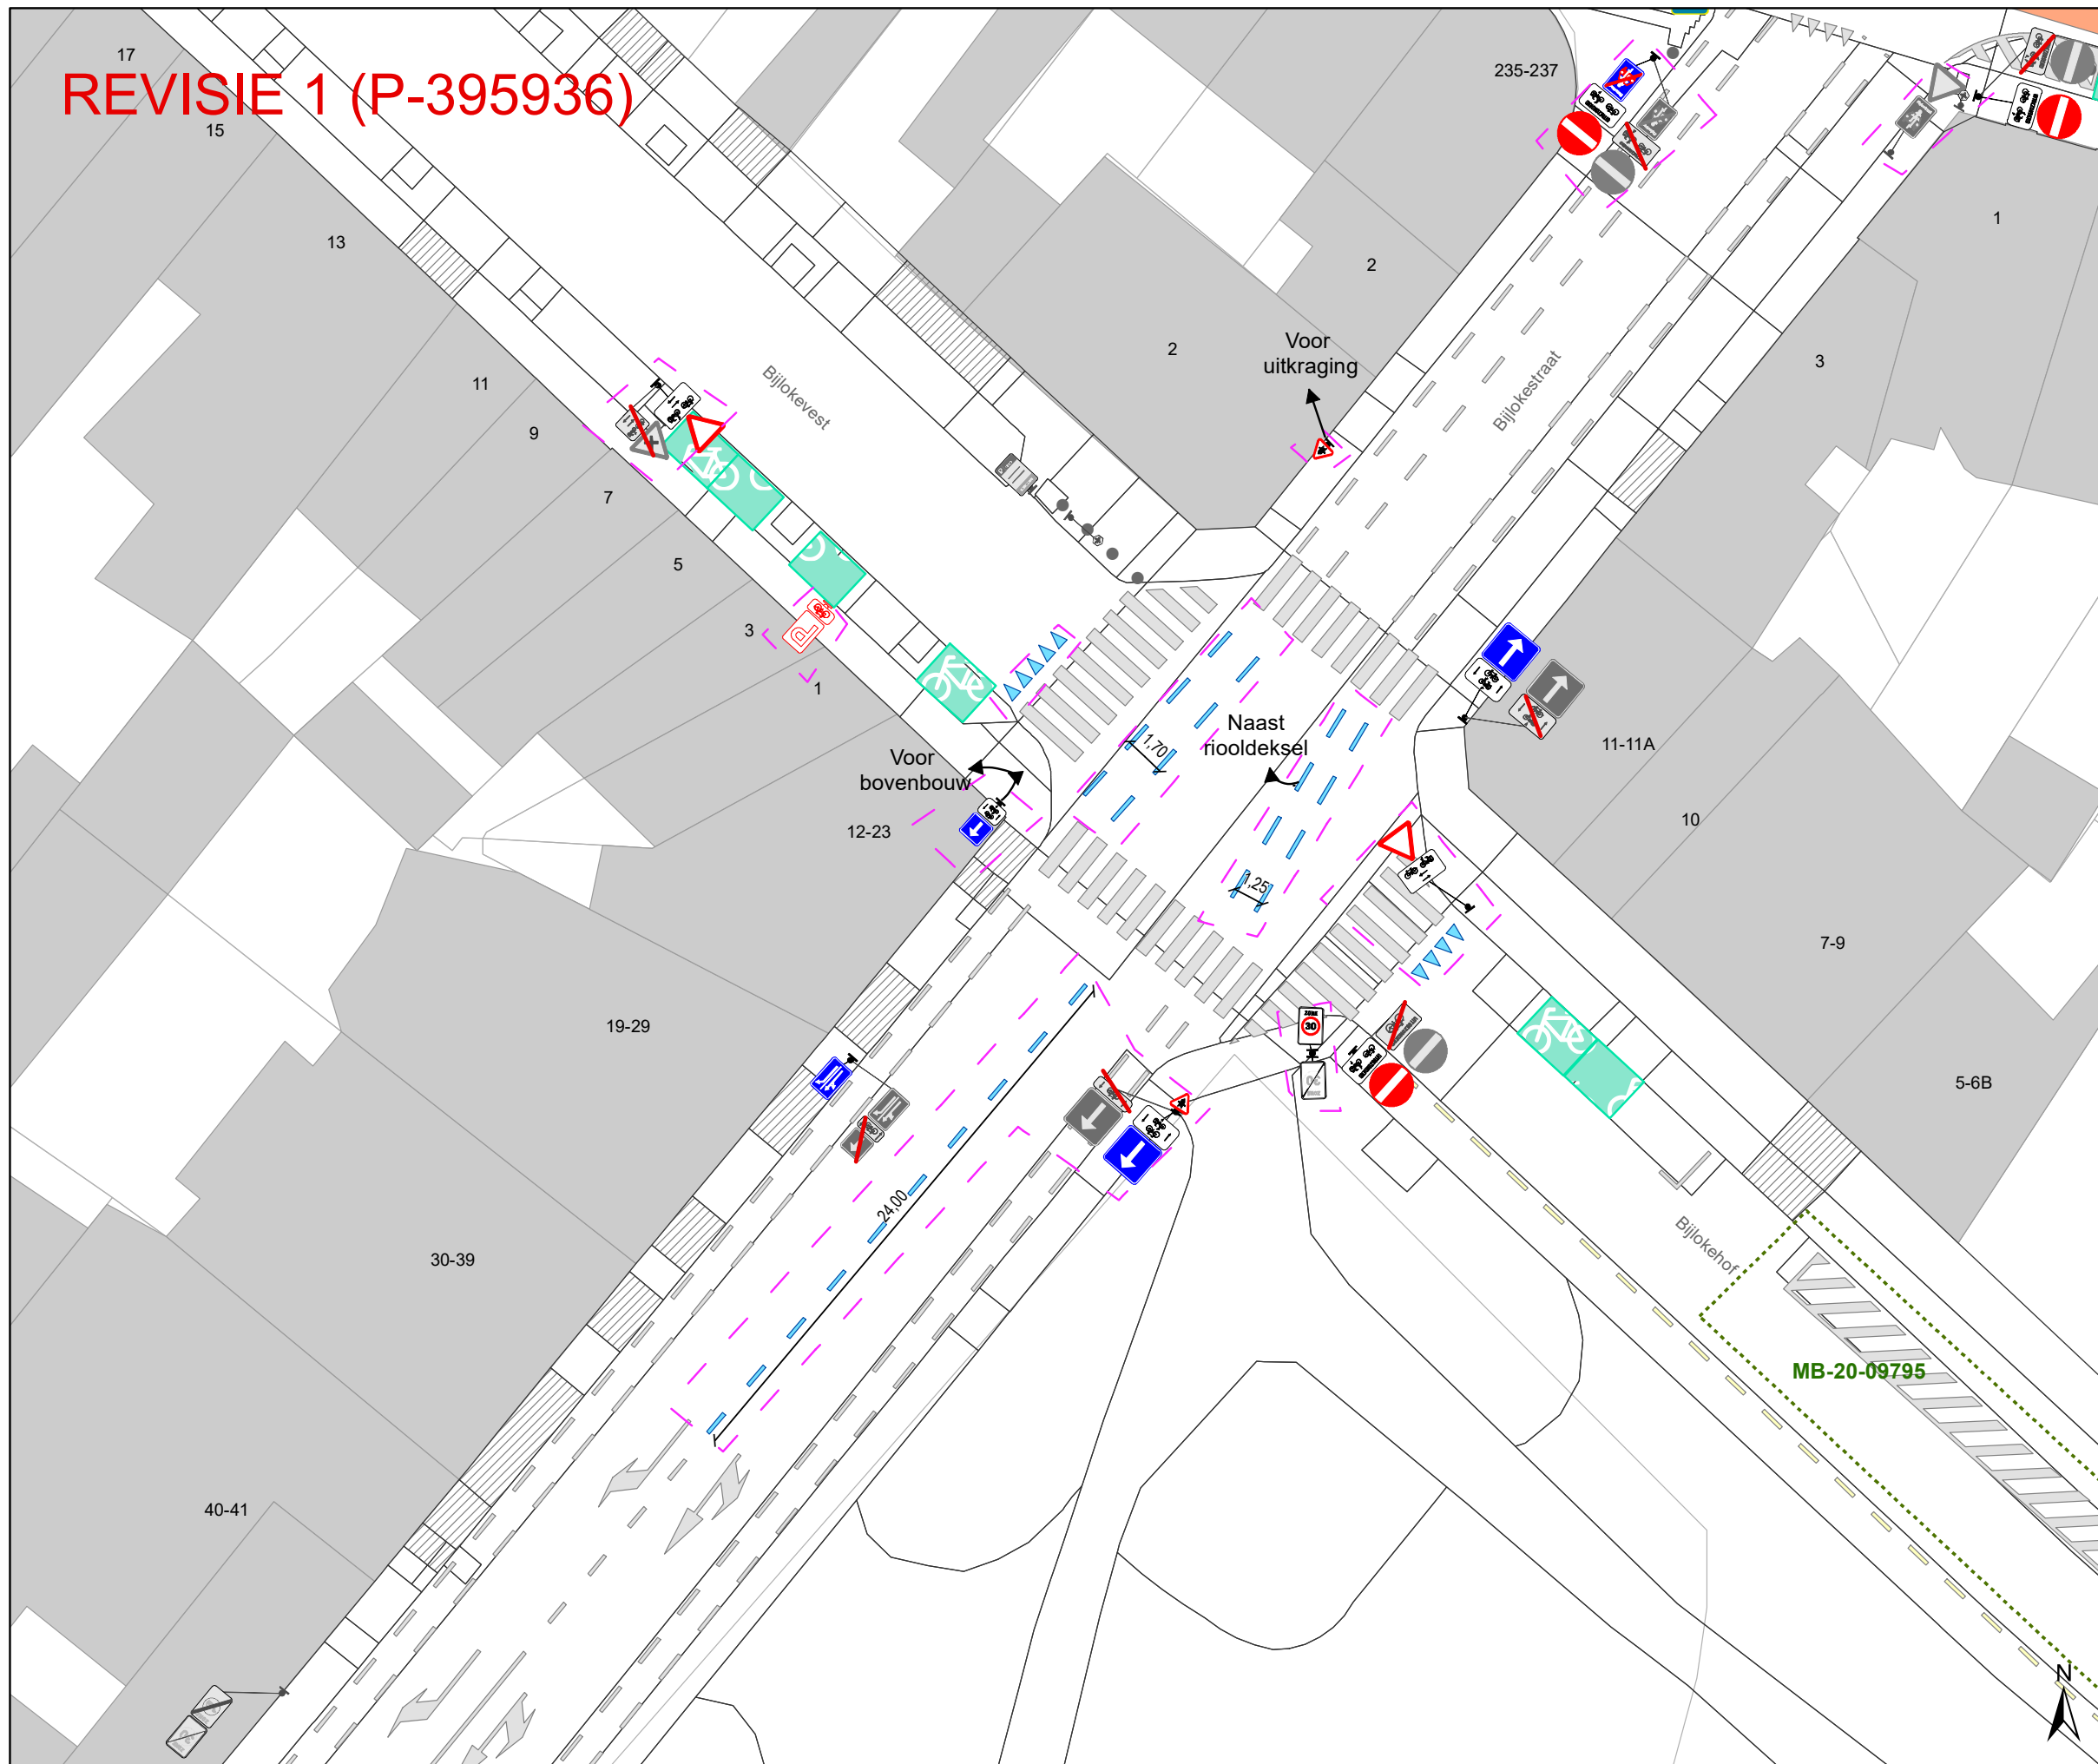 REVISIE 1 (P-395936)
17
15
13
11
9
7
5
3
1
235-237
2
2
1
3
Bijlokevest
Bijlokestraat
Voor
uitkraging
Naast
riooldeksel
1,70
1,25
Voor
bovenbouw
12-23
11-11A
10
7-9
5-6B
19-29
30-39
40-41
24,00
ZONE
30
P
Bijlokehof
MB-20-09795
N